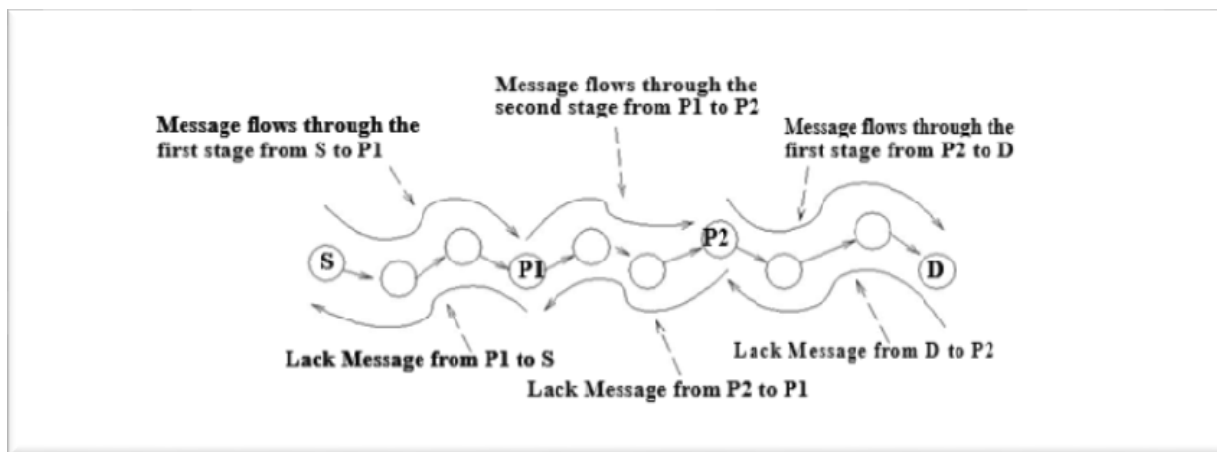 Message flows through the
second stage from P1 to P2
Message flows through the
first stage from S to P1
Message flows through the
first stage from P2 to D
S
P1
P2
D
Lack Message from P1 to S
Lack Message from P2 to P1
Lack Message from D to P2